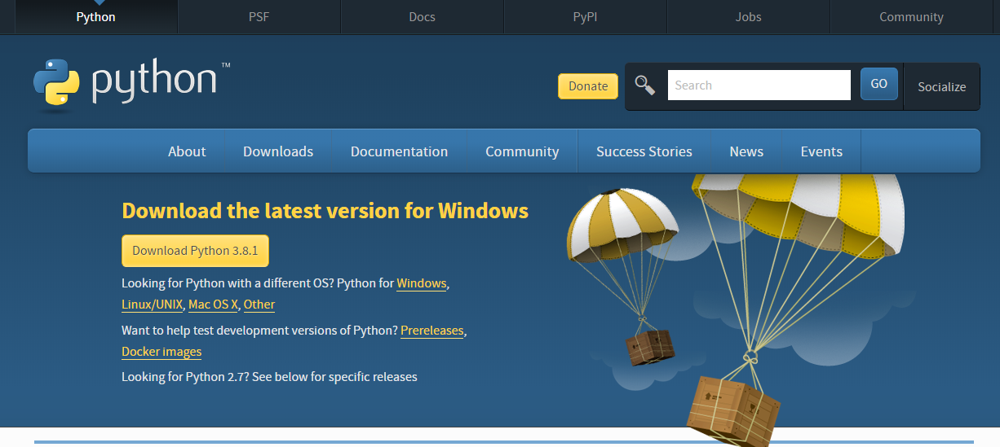 Python PSF Docs PyPI Jobs Community
python™
Donate Search GO Socialize
About Downloads Documentation Community Success Stories News Events
Download the latest version for Windows
Download Python 3.8.1
Looking for Python with a different OS? Python for Windows,
Linux/UNIX, Mac OS X, Other
Want to help test development versions of Python? Prereleases,
Docker images
Looking for Python 2.7? See below for specific releases